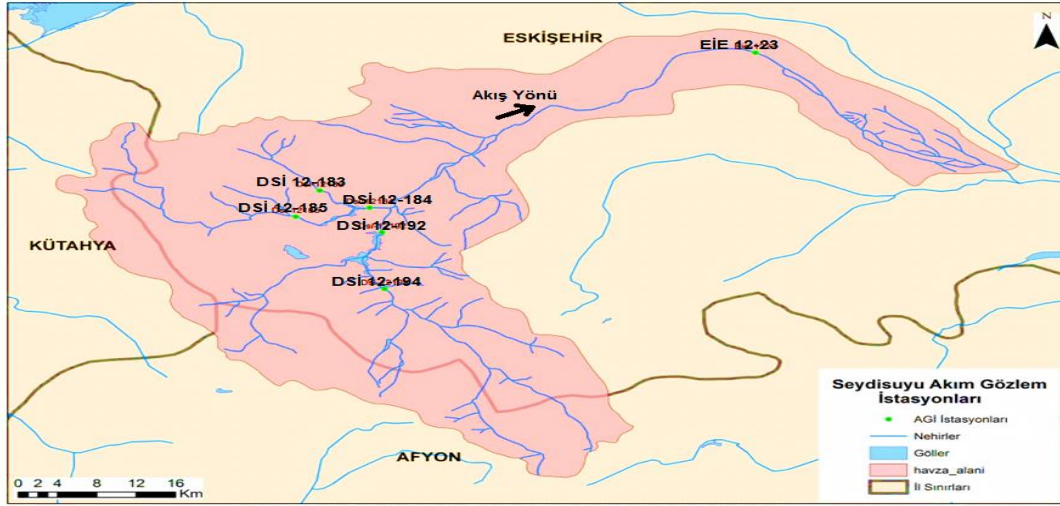 ESKİŞEHİR
EİE 12-23
N
Akış Yönü
DSİ 12-183
DSİ 12-184
DSİ 12-185
DSİ 12-192
KÜTAHYA
DSİ 12-194
AFYON
0 2 4 8 12 16
Km
Seydisuyu Akım Gözlem
İstasyonları
AGİ İstasyonları
Nehirler
Göller
havza_alani
İl Sınırları